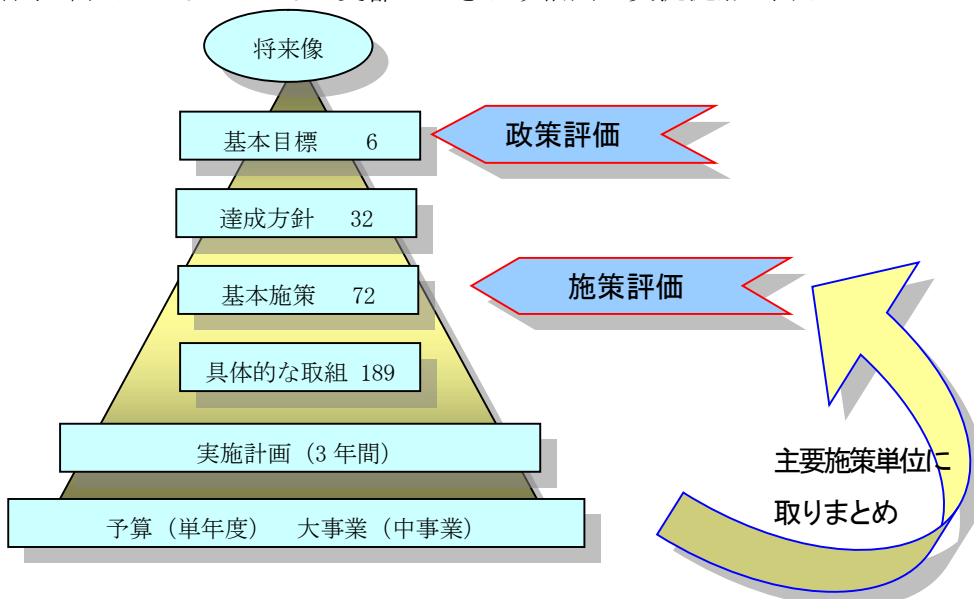 将来像
基本目標 6
政策評価
達成方針 32
基本施策 72
施策評価
具体的な取組 189
実施計画（3 年間）
主要施策単位に
取りまとめ
予算（単年度） 大事業（中事業）